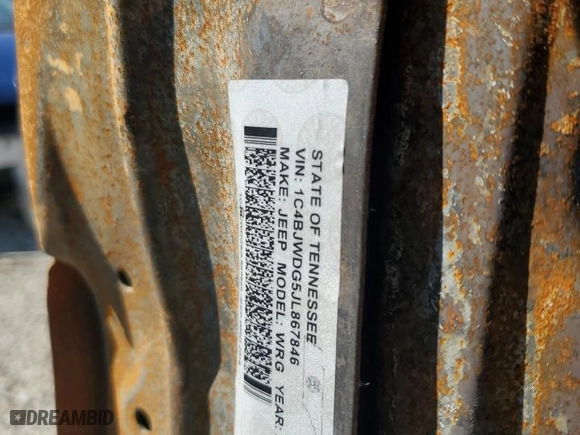 STATE OF TENNESSEE
VIN: 1C4BJWDG5JL867846
MAKE: JEEP MODEL: WRG YEAR:
DREAMBID